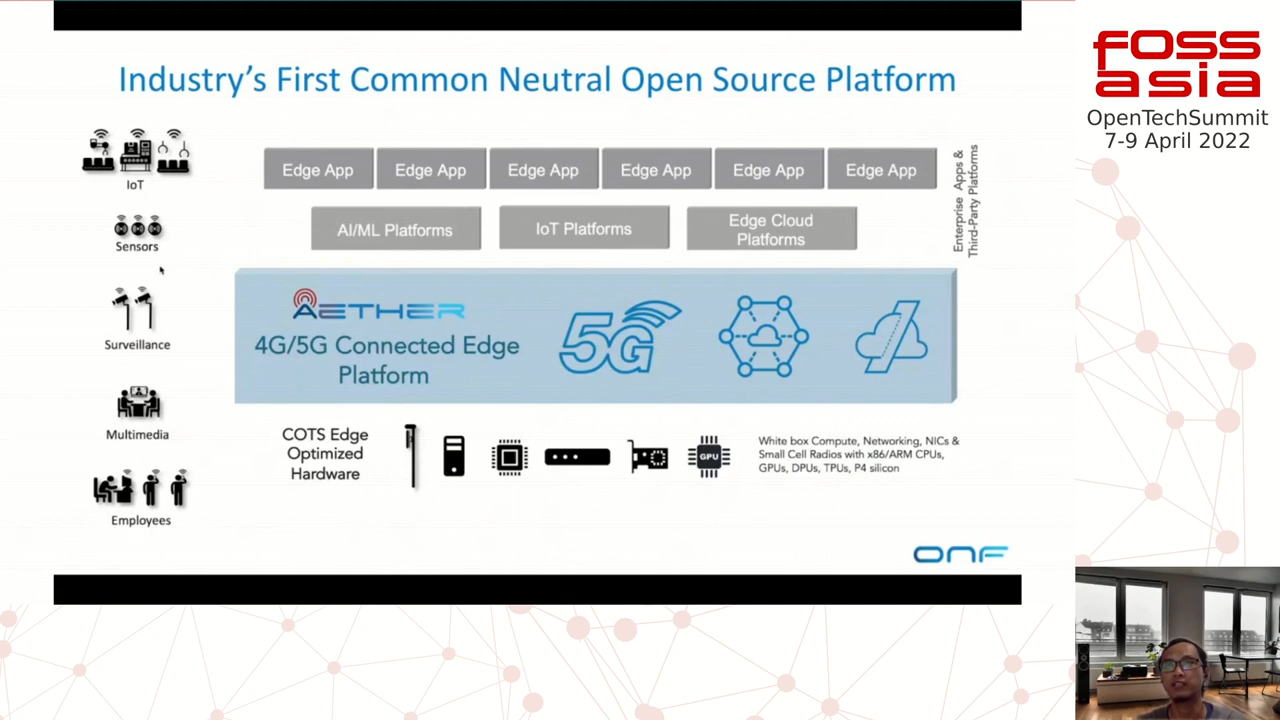 Industry's First Common Neutral Open Source Platform
IoT
Sensors
Surveillance
Multimedia
Employees
Edge App
Edge App
Edge App
Edge App
Edge App
Edge App
AI/ML Platforms
IoT Platforms
Edge Cloud
Platforms
Enterprise Apps &
Third-Party Platforms
AETHER
4G/5G Connected Edge
Platform
5G
COTS Edge
Optimized
Hardware
GPU
White box Compute, Networking, NICs &
Small Cell Radios with x86/ARM CPUs,
GPUs, DPUs, TPUs, P4 silicon
ONF
FOSS
asia
OpenTechSummit
7-9 April 2022